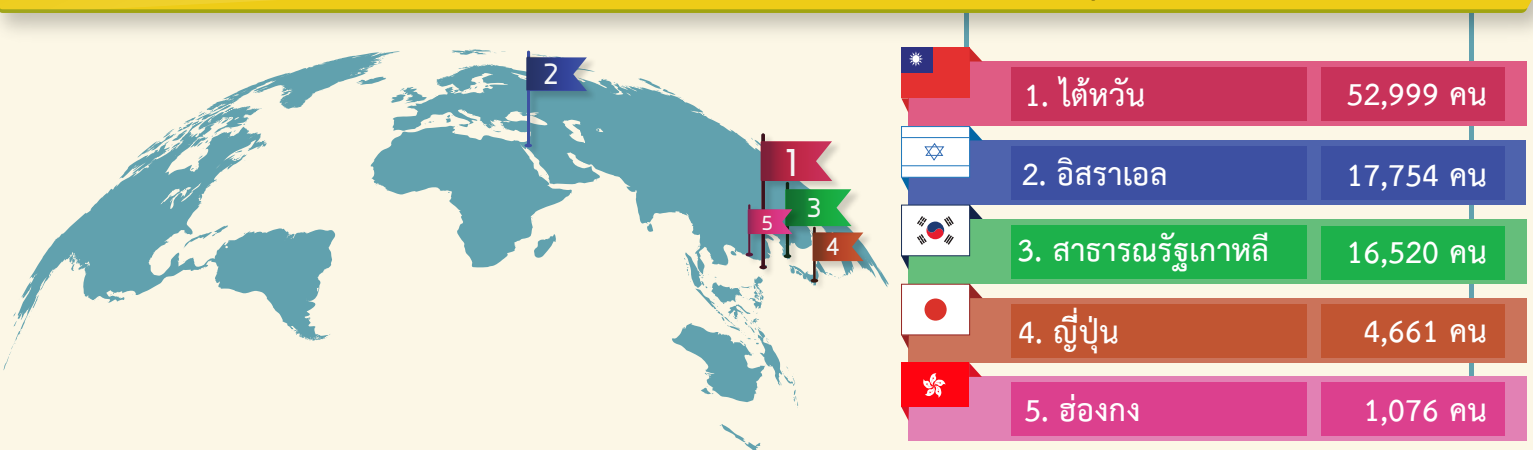 2
1
3
5
4
1. ไต้หวัน 52,999 คน
2. อิสราเอล 17,754 คน
3. สาธารณรัฐเกาหลี 16,520 คน
4. ญี่ปุ่น 4,661 คน
5. ฮ่องกง 1,076 คน